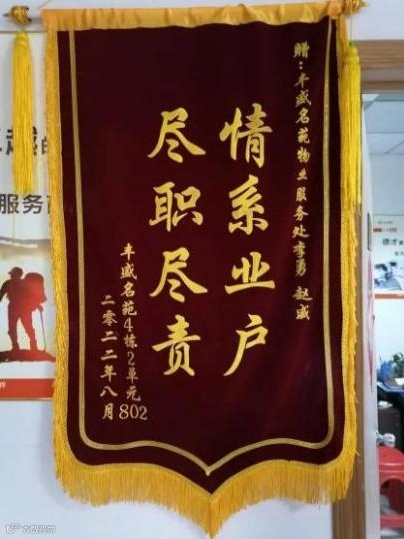 赠：丰盛名苑物业服务处李勇 赵盛
情系业户
尽职尽责
丰盛名苑4栋2单元802
二零二二年八月
服务